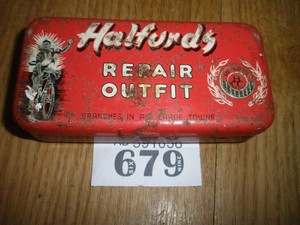 Halfords
REPAIR
OUTFIT
BRANCHES IN ALL LARGE TOWNS
679